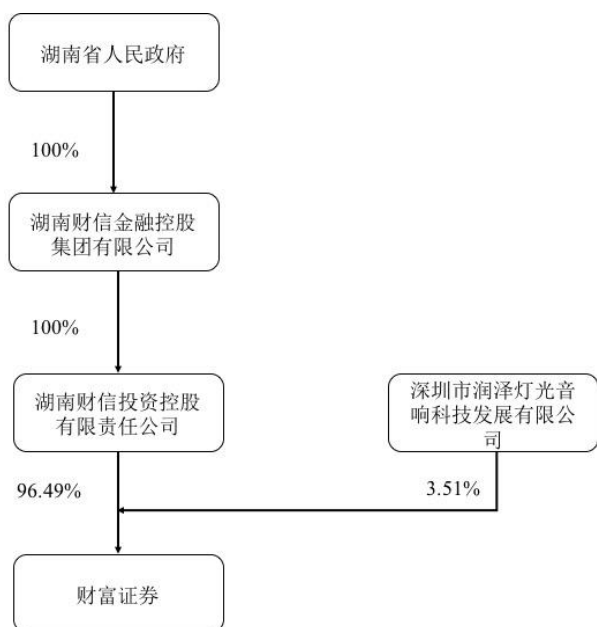 湖南省人民政府
100%
湖南财信金融控股
集团有限公司
100%
湖南财信投资控股
有限责任公司
深圳市润泽灯光音
响科技发展有限公
司
96.49%
3.51%
财富证券